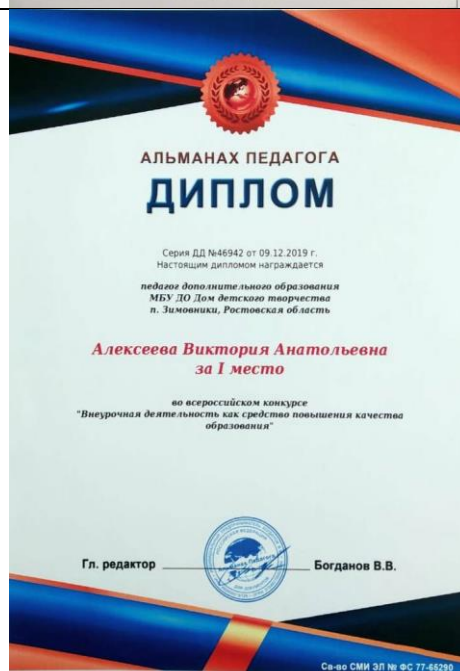 АЛЬМАНАХ ПЕДАГОГА
ДИПЛОМ
Серия ДД №46942 от 09.12.2019 г.
Настоящим дипломом награждается
педагог дополнительного образования
МБУ ДО Дом детского творчества
п. Зимовники, Ростовская область
Алексеева Виктория Анатольевна
за I место
во всероссийском конкурсе
"Внеурочная деятельность как средство повышения качества
образования"
Гл. редактор
Богданов В.В.
Св-во СМИ ЭЛ № ФС 77-65290